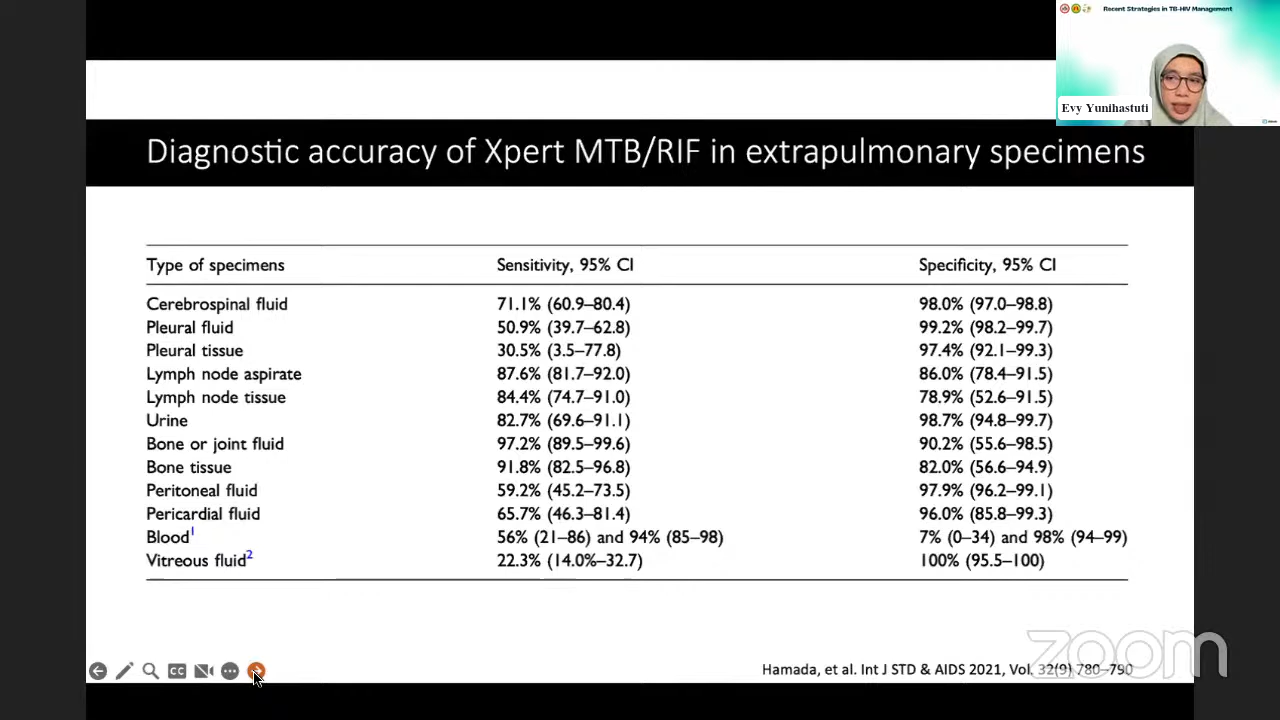 Recent Strategies in TB-HIV Management
Evy Yunihastuti
Diagnostic accuracy of Xpert MTB/RIF in extrapulmonary specimens
Type of specimens Sensitivity, 95% CI Specificity, 95% CI
Cerebrospinal fluid 71.1% (60.9–80.4) 98.0% (97.0–98.8)
Pleural fluid 50.9% (39.7–62.8) 99.2% (98.2–99.7)
Pleural tissue 30.5% (3.5–77.8) 97.4% (92.1–99.3)
Lymph node aspirate 87.6% (81.7–92.0) 86.0% (78.4–91.5)
Lymph node tissue 84.4% (74.7–91.0) 78.9% (52.6–91.5)
Urine 82.7% (69.6–91.1) 98.7% (94.8–99.7)
Bone or joint fluid 97.2% (89.5–99.6) 90.2% (55.6–98.5)
Bone tissue 91.8% (82.5–96.8) 82.0% (56.6–94.9)
Peritoneal fluid 59.2% (45.2–73.5) 97.9% (96.2–99.1)
Pericardial fluid 65.7% (46.3–81.4) 96.0% (85.8–99.3)
Blood1 56% (21–86) and 94% (85–98) 7% (0–34) and 98% (94–99)
Vitreous fluid2 22.3% (14.0%–32.7) 100% (95.5–100)
CC
Hamada, et al. Int J STD & AIDS 2021, Vol. 32(9) 780–790
zoom